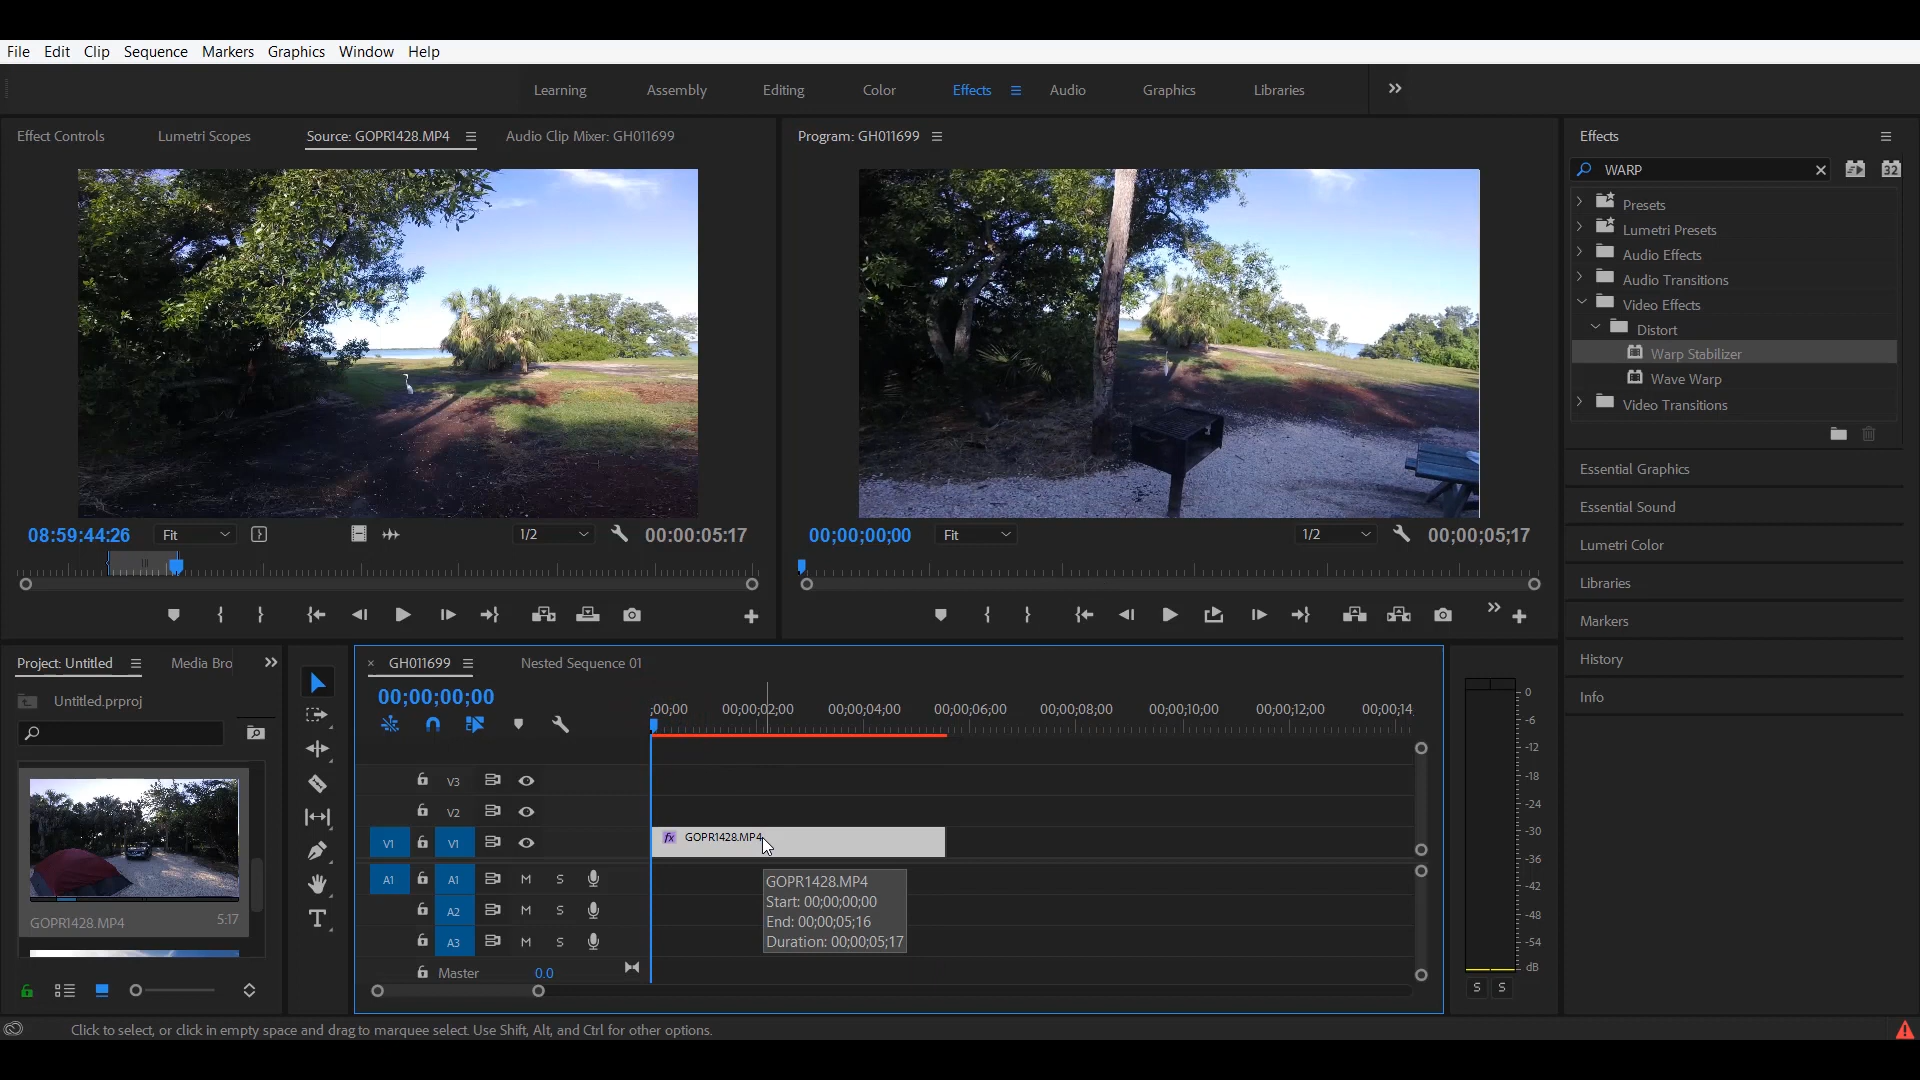 File Edit Clip Sequence Markers Graphics Window Help
Learning Assembly Editing Color Effects Audio Graphics Libraries
Effect Controls Lumetri Scopes Source: GOPR1428.MP4 Audio Clip Mixer: GH011699
Program: GH011699
Effects
WARP
32
Presets
Lumetri Presets
Audio Effects
Audio Transitions
Video Effects
Distort
Warp Stabilizer
Wave Warp
Video Transitions
Essential Graphics
Essential Sound
Lumetri Color
Libraries
Markers
History
Info
08:59:44:26 Fit 1/2 00:00:05:17
00;00;00;00 Fit 1/2 00;00;05;17
Project: Untitled Media Bro
Untitled.prproj
GOPR1428.MP4 5:17
GH011699 Nested Sequence 01
00;00;00;00
;00;00 00;00;02;00 00;00;04;00 00;00;06;00 00;00;08;00 00;00;10;00 00;00;12;00 00;00;14
V3
V2
V1 V1 fx GOPR1428.MP4
A1 A1 M S
A2 M S
A3 M S
Master 0.0
GOPR1428.MP4
Start: 00;00;00;00
End: 00;00;05;16
Duration: 00;00;05;17
0
-6
-12
-18
-24
-30
-36
-42
-48
-54
dB
S S
Click to select, or click in empty space and drag to marquee select. Use Shift, Alt, and Ctrl for other options.